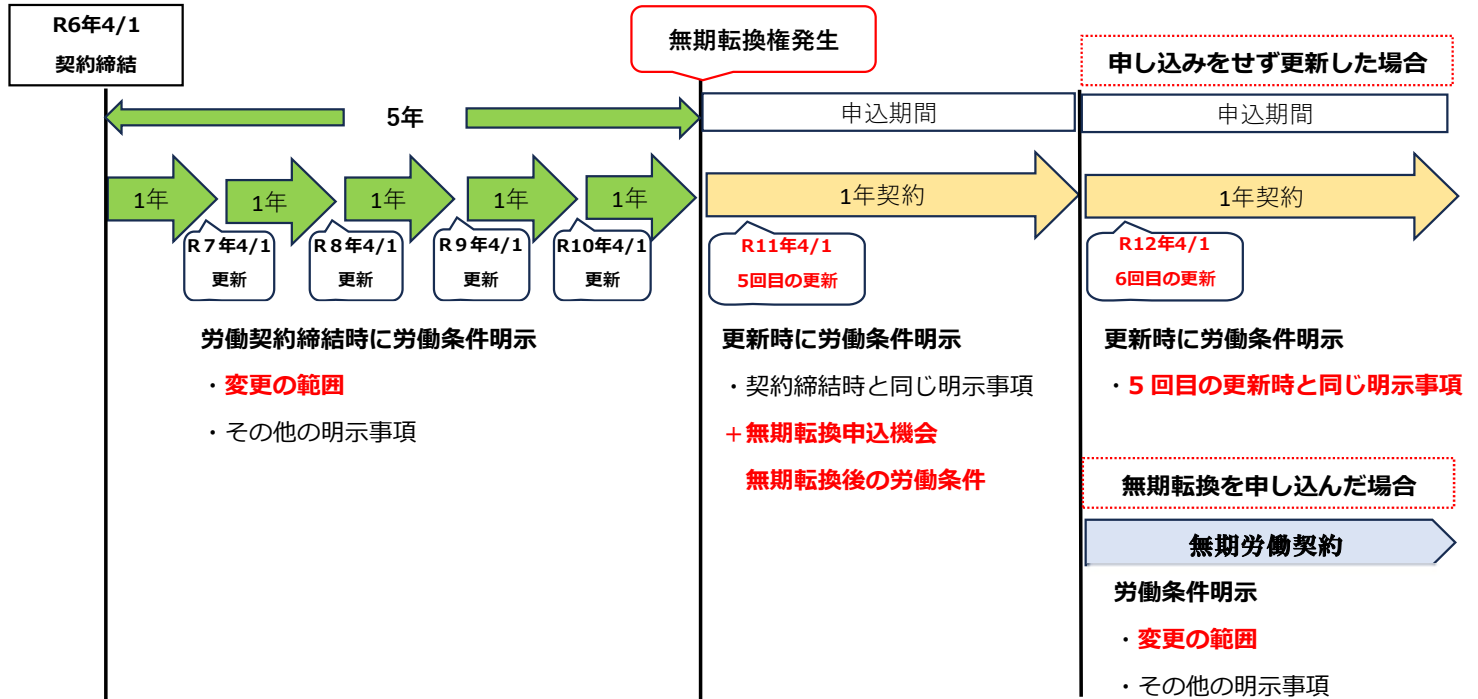 R6年4/1
契約締結
無期転換権発生
申し込みをせず更新した場合
5年
申込期間
申込期間
1年
1年
1年
1年
1年
1年契約
1年契約
R７年4/1
更新
R８年4/1
更新
R９年4/1
更新
R10年4/1
更新
R11年4/1
5回目の更新
R12年4/1
6回目の更新
労働契約締結時に労働条件明示
・変更の範囲
・その他の明示事項
更新時に労働条件明示
・契約締結時と同じ明示事項
＋無期転換申込機会
無期転換後の労働条件
更新時に労働条件明示
・５回目の更新時と同じ明示事項
無期転換を申し込んだ場合
無期労働契約
労働条件明示
・変更の範囲
・その他の明示事項